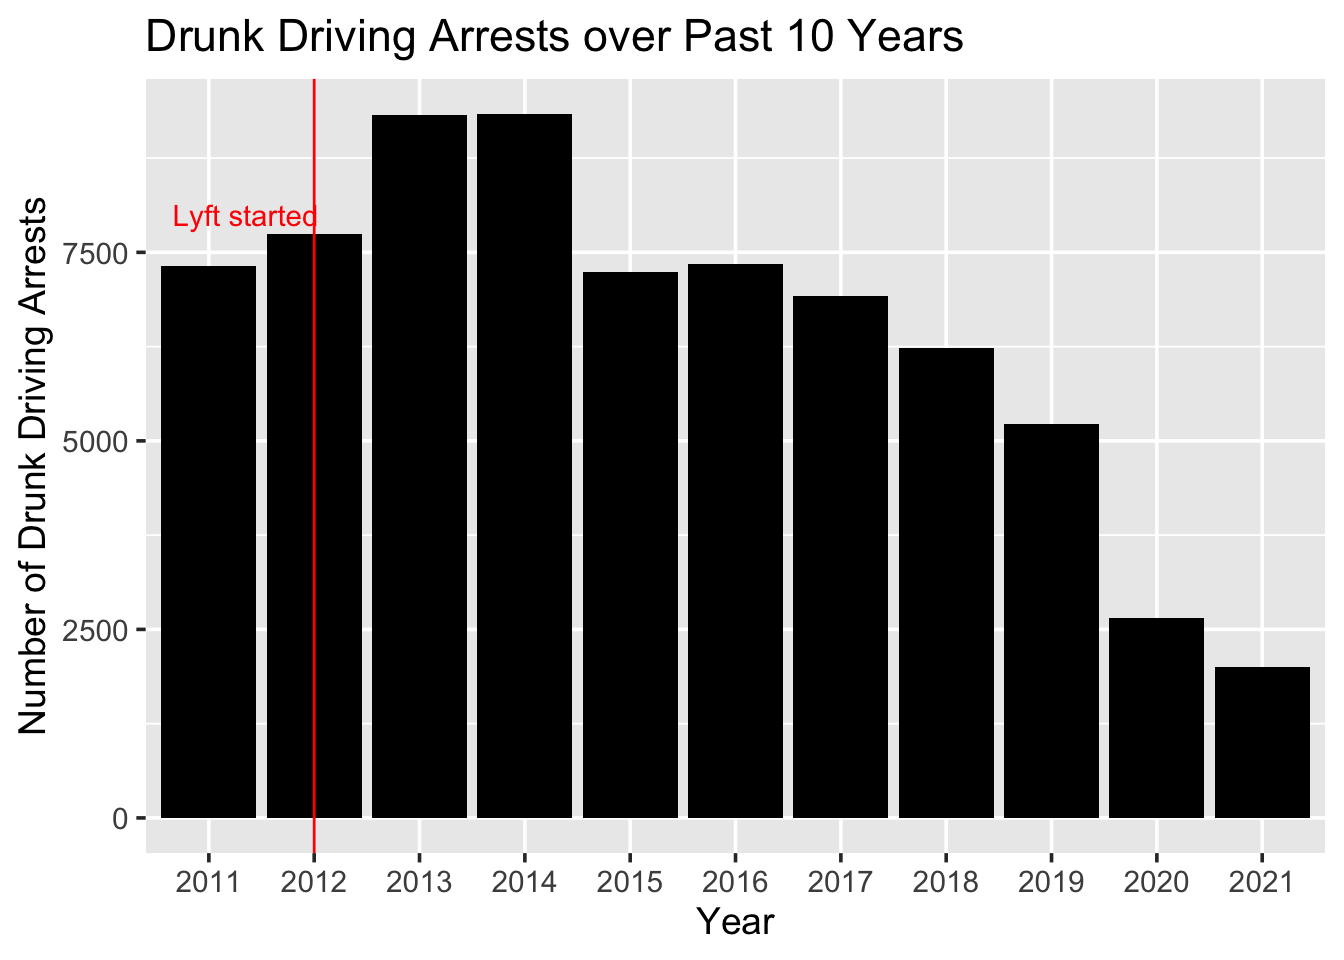 Drunk Driving Arrests over Past 10 Years
Number of Drunk Driving Arrests
Lyft started
7500
5000
2500
0
2011 2012 2013 2014 2015 2016 2017 2018 2019 2020 2021
Year